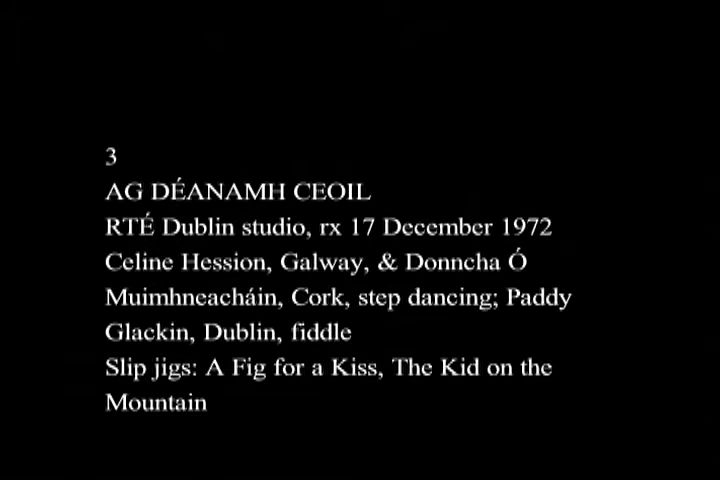 3
AG DÉANAMH CEOIL
RTÉ Dublin studio, rx 17 December 1972
Celine Hession, Galway, & Donncha Ó
Muimhneacháin, Cork, step dancing; Paddy
Glackin, Dublin, fiddle
Slip jigs: A Fig for a Kiss, The Kid on the
Mountain